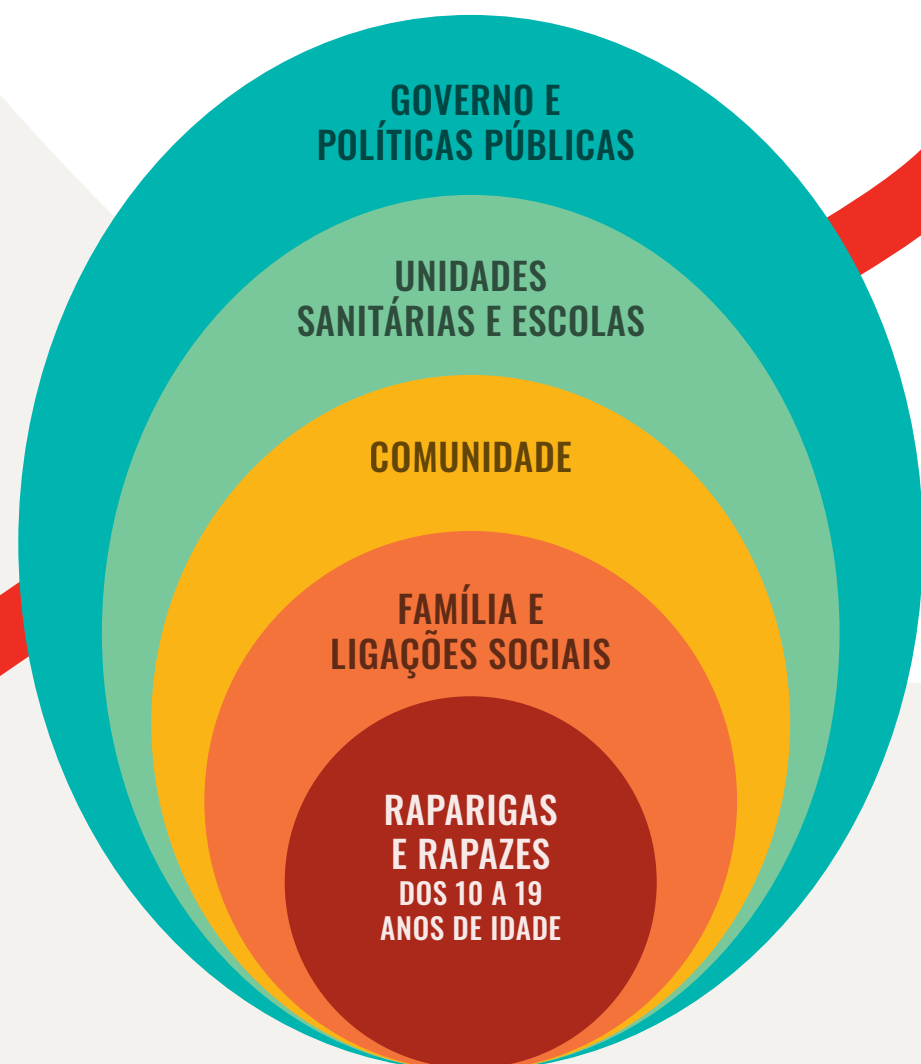 GOVERNO E
POLÍTICAS PÚBLICAS
UNIDADES
SANITÁRIAS E ESCOLAS
COMUNIDADE
FAMÍLIA E
LIGAÇÕES SOCIAIS
RAPARIGAS
E RAPAZES
DOS 10 A 19
ANOS DE IDADE